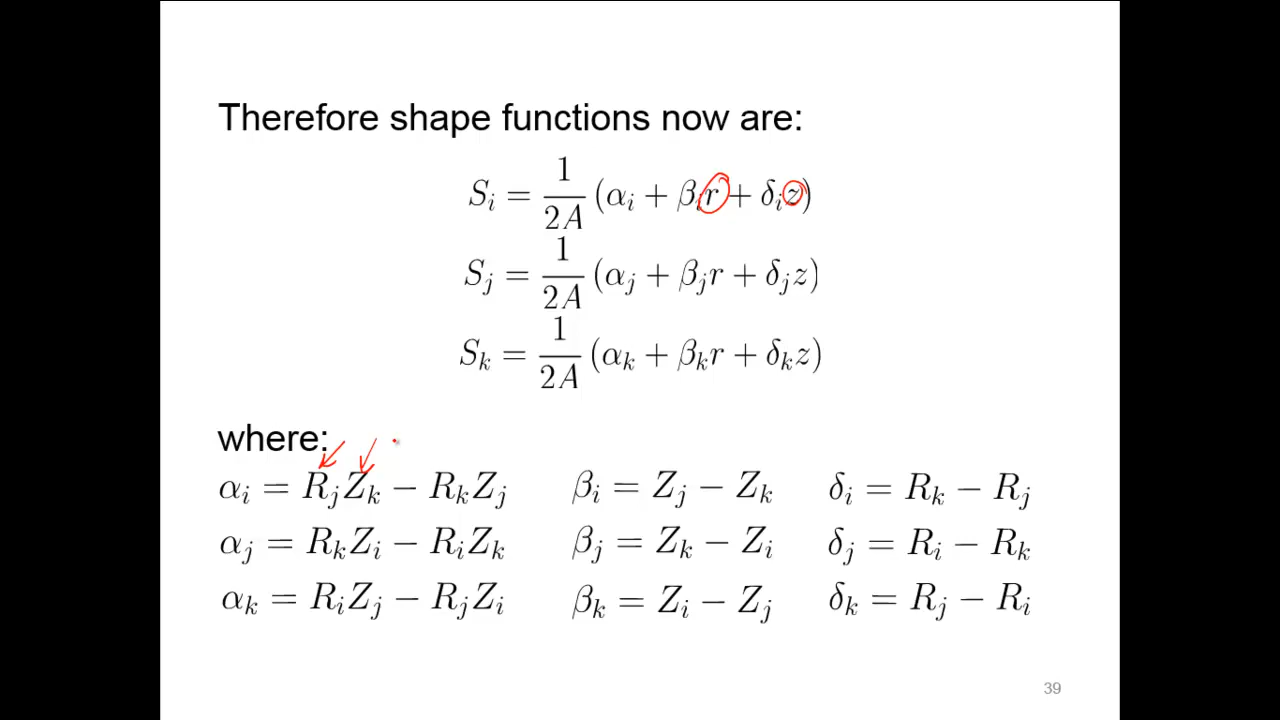 Therefore shape functions now are:
S_i = \frac{1}{2A} (α_i + β_i r + δ_i z)
S_j = \frac{1}{2A} (α_j + β_j r + δ_j z)
S_k = \frac{1}{2A} (α_k + β_k r + δ_k z)
where:
α_i = R_j Z_k − R_k Z_j β_i = Z_j − Z_k δ_i = R_k − R_j
α_j = R_k Z_i − R_i Z_k β_j = Z_k − Z_i δ_j = R_i − R_k
α_k = R_i Z_j − R_j Z_i β_k = Z_i − Z_j δ_k = R_j − R_i
39